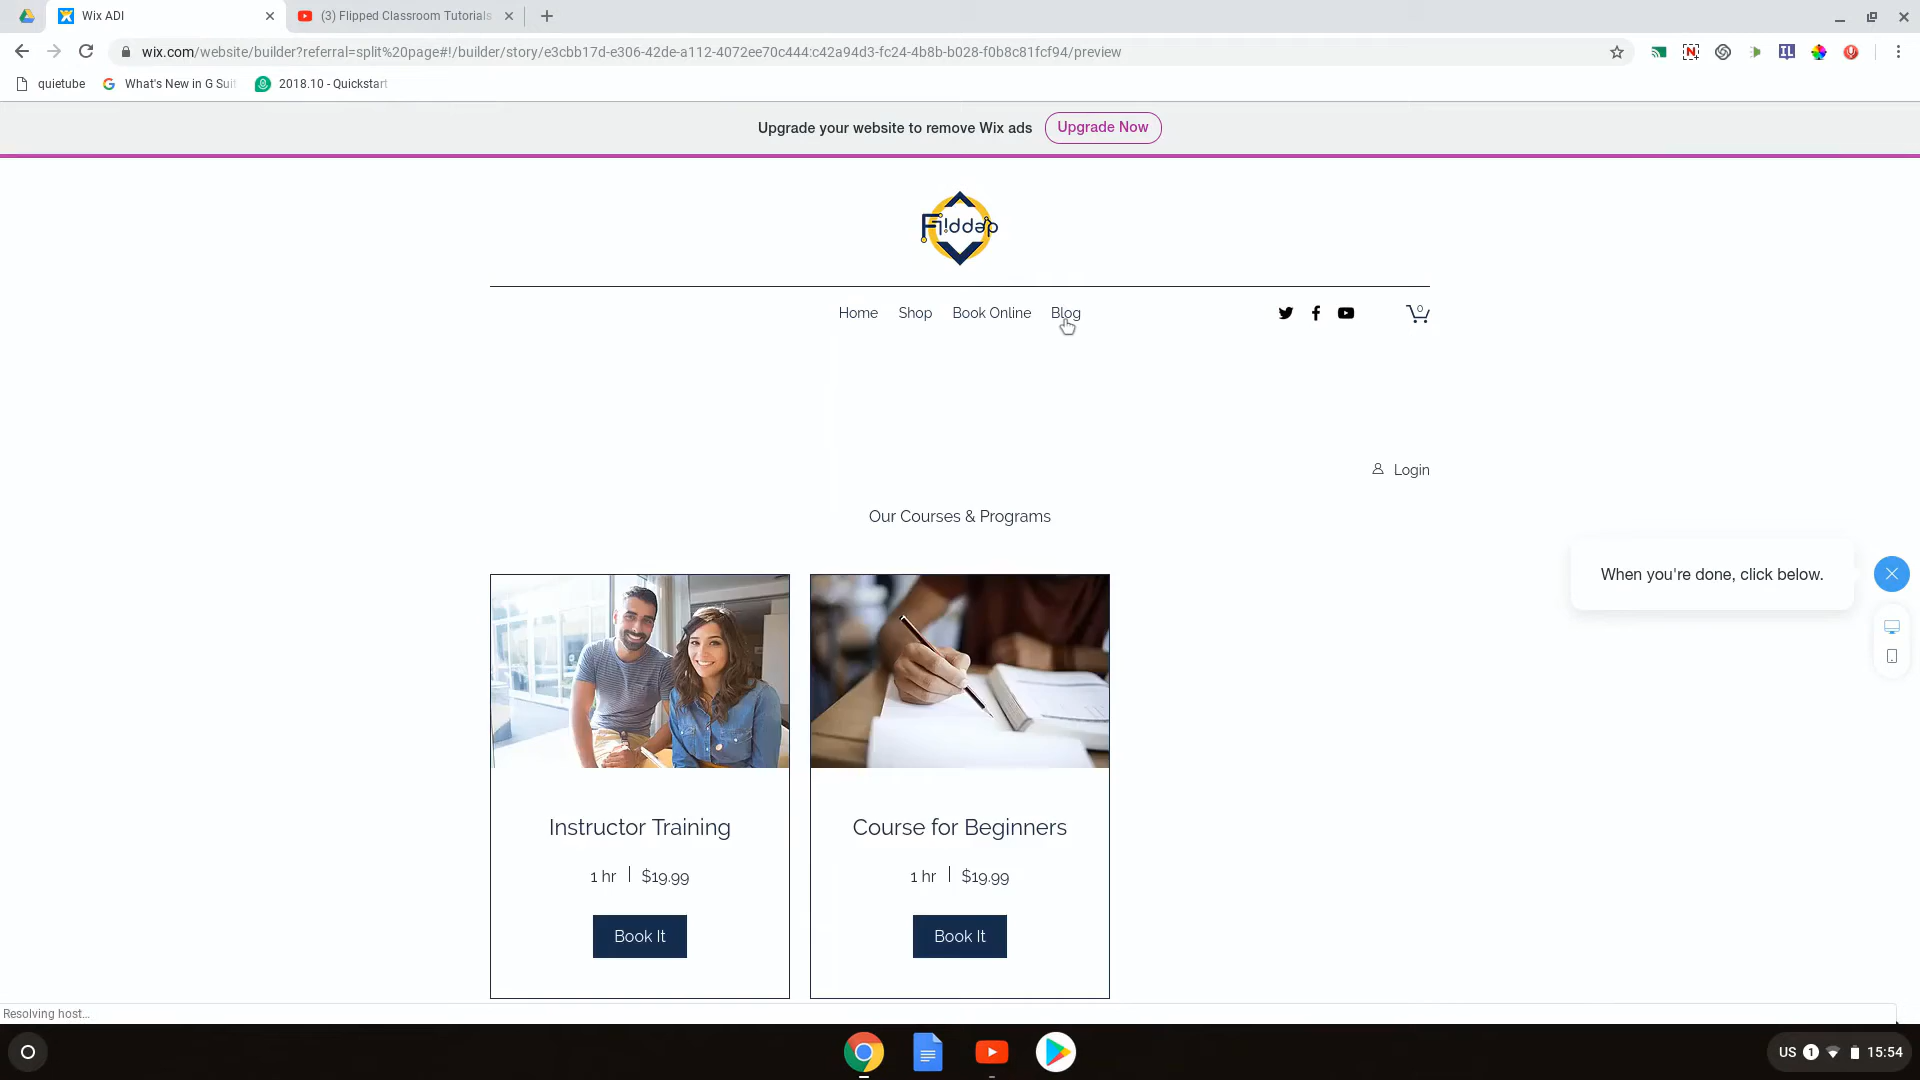 Wix ADI
(3) Flipped Classroom Tutorials
wix.com/website/builder?referral=split%20page#!/builder/story/e3cbb17d-e306-42de-a112-4072ee70c444:c42a94d3-fc24-4b8b-b028-f0b8c81fcf94/preview
quietube
What's New in G Suit
2018.10 - Quickstart
Upgrade your website to remove Wix ads
Upgrade Now
Home
Shop
Book Online
Blog
0
Login
Our Courses & Programs
When you're done, click below.
Instructor Training
1 hr | $19.99
Book It
Course for Beginners
1 hr | $19.99
Book It
Resolving host...
US 1 15:54